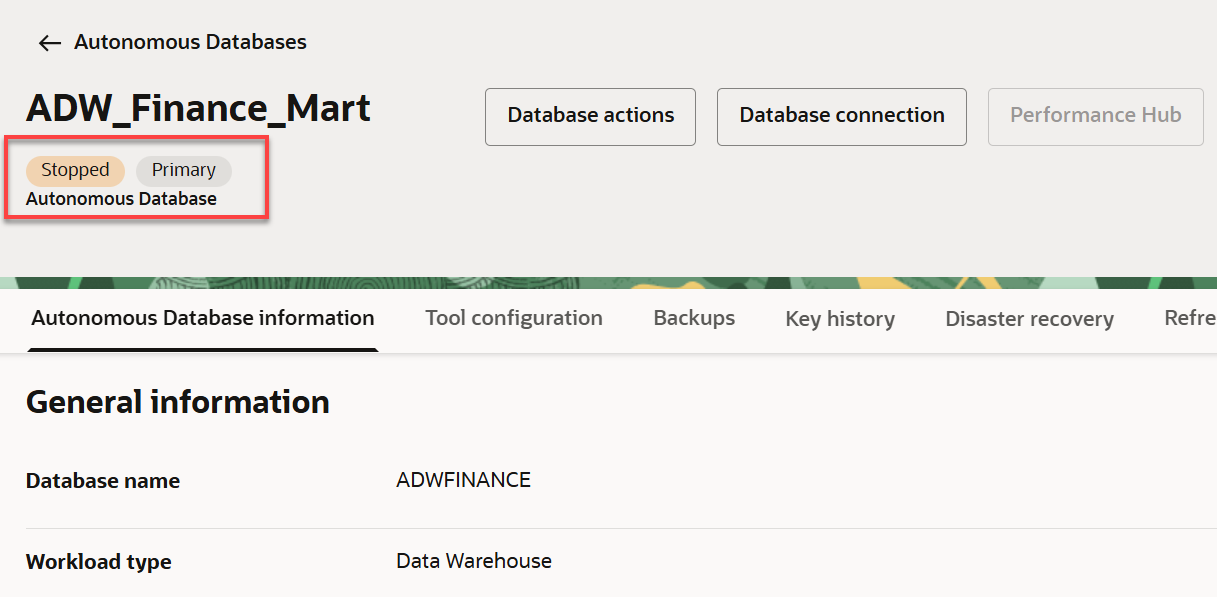 Autonomous Databases
ADW_Finance_Mart
Database actions
Database connection
Performance Hub
Stopped
Primary
Autonomous Database
Autonomous Database information
Tool configuration
Backups
Key history
Disaster recovery
Refre
General information
Database name
ADWFINANCE
Workload type
Data Warehouse